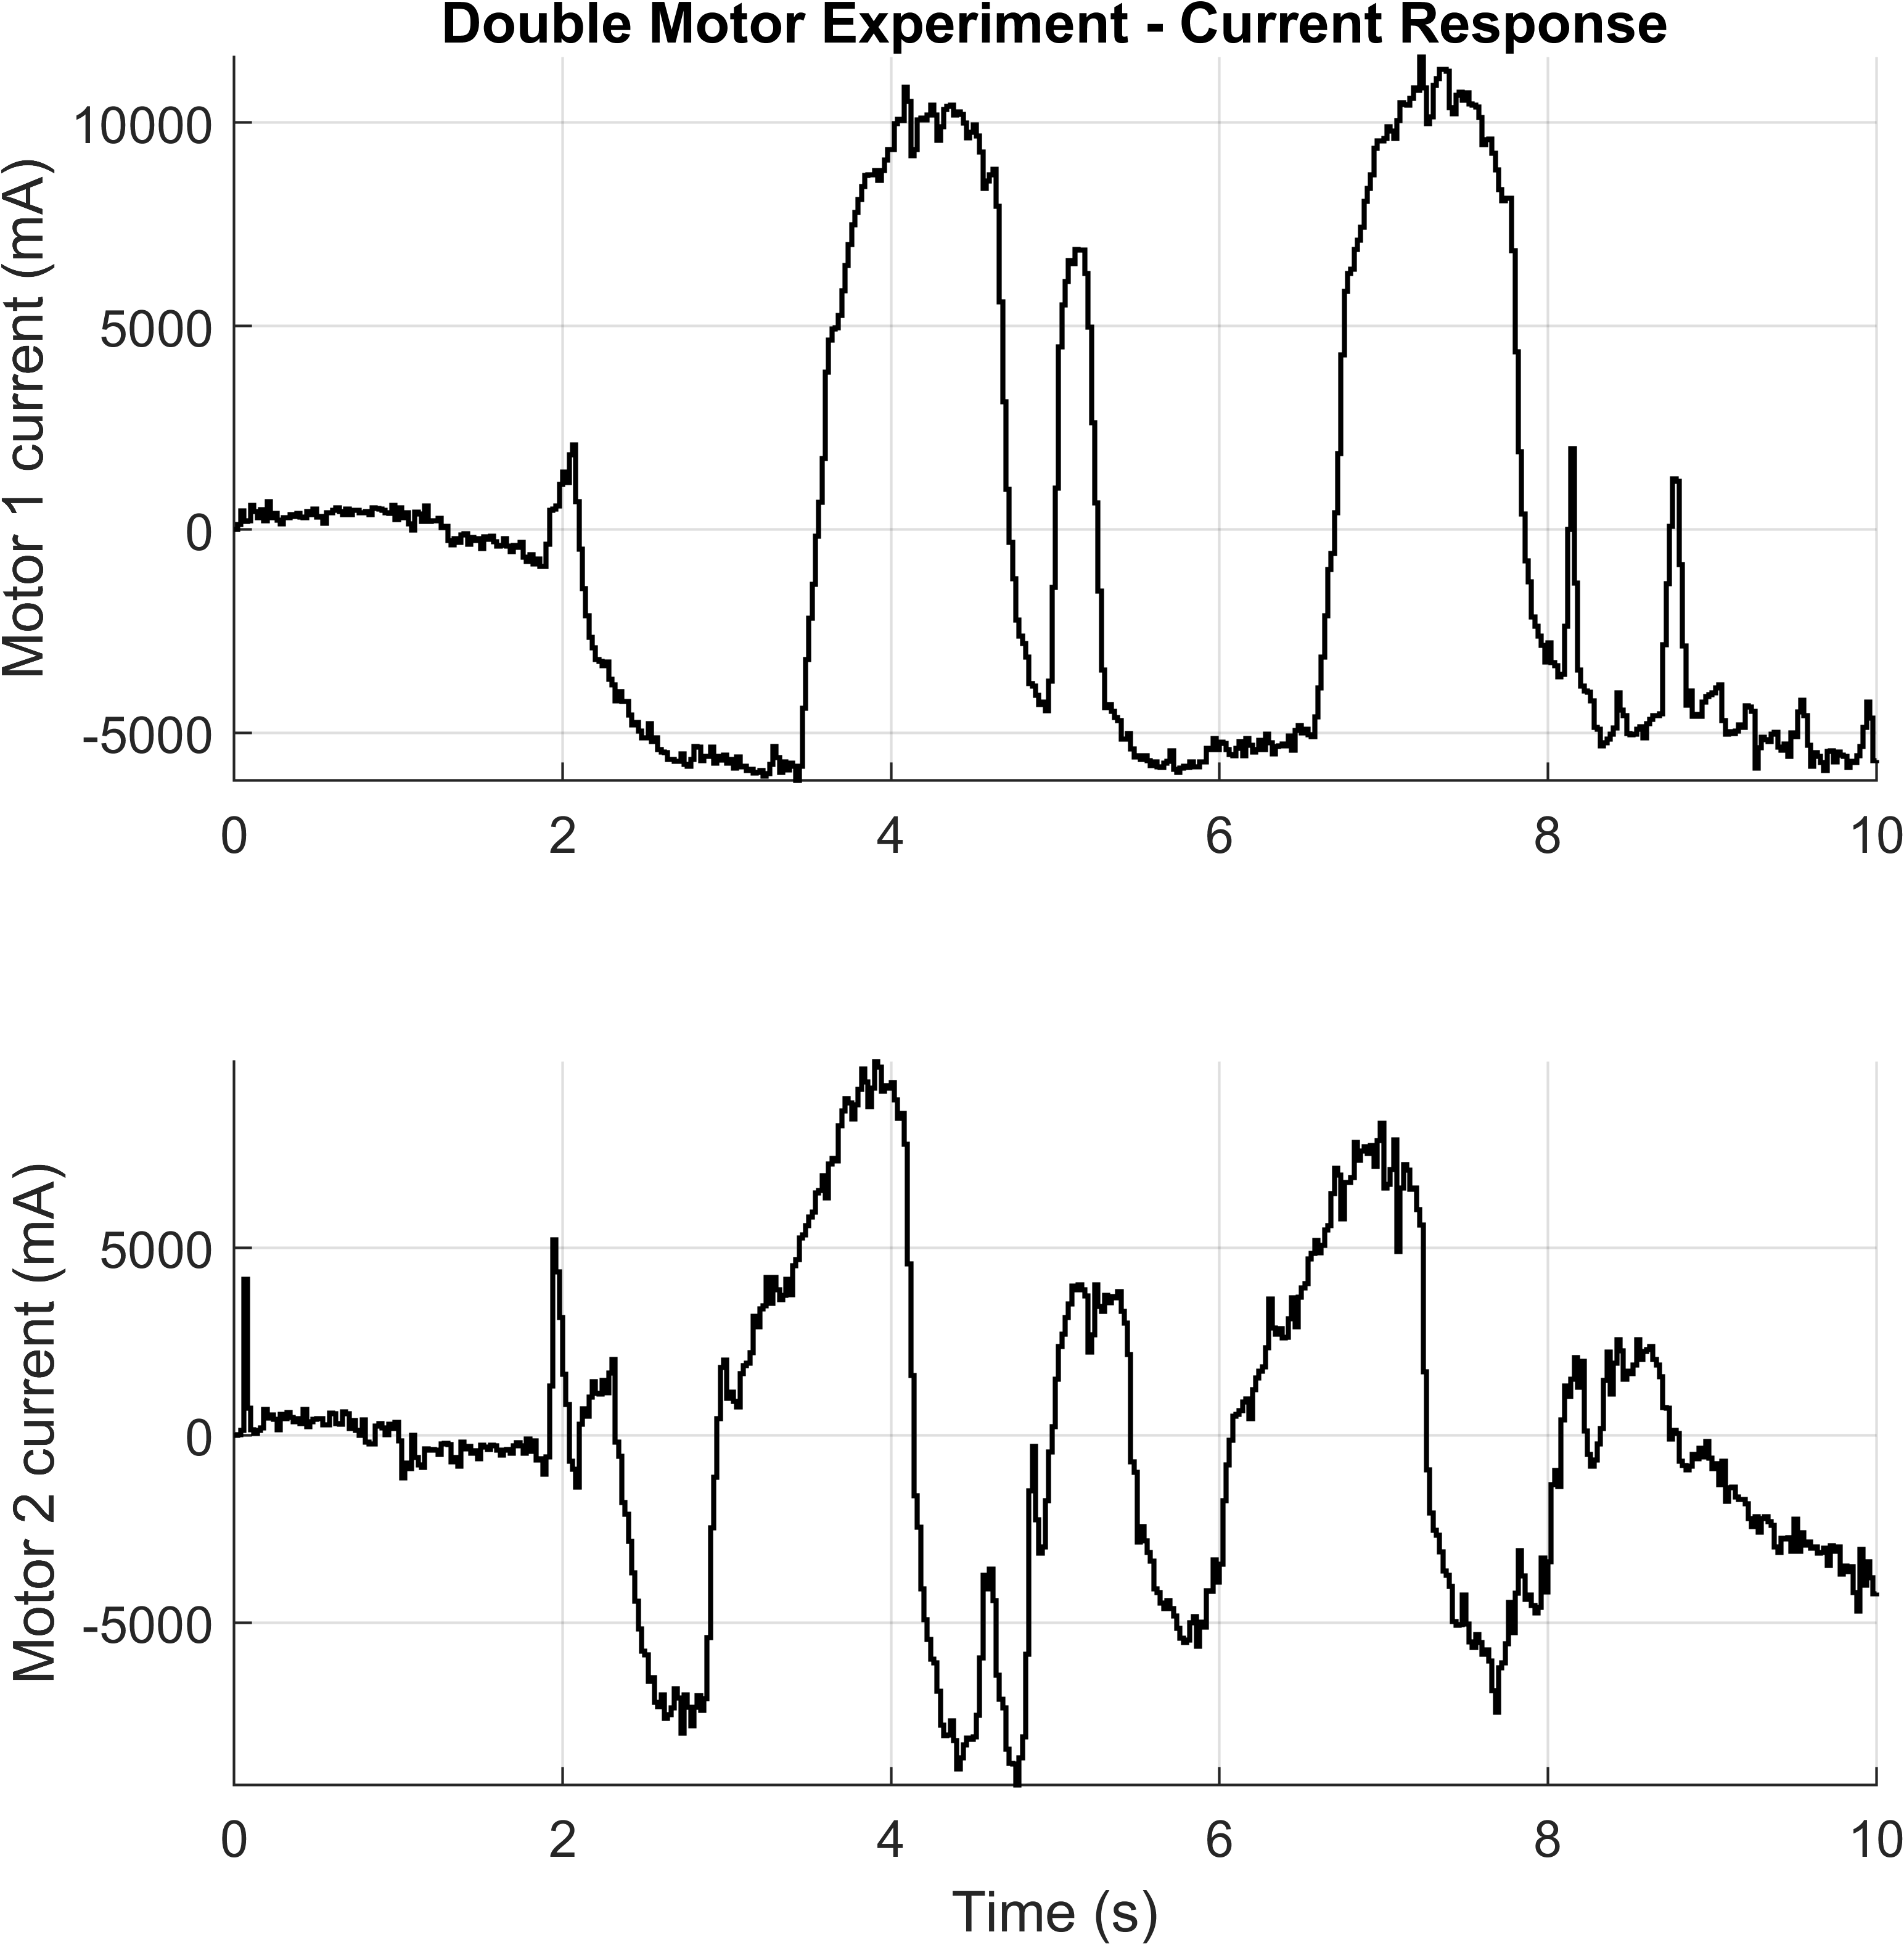 Double Motor Experiment - Current Response
Motor 1 current (mA)
10000
5000
0
-5000
0 2 4 6 8 10
Motor 2 current (mA)
5000
0
-5000
0 2 4 6 8 10
Time (s)